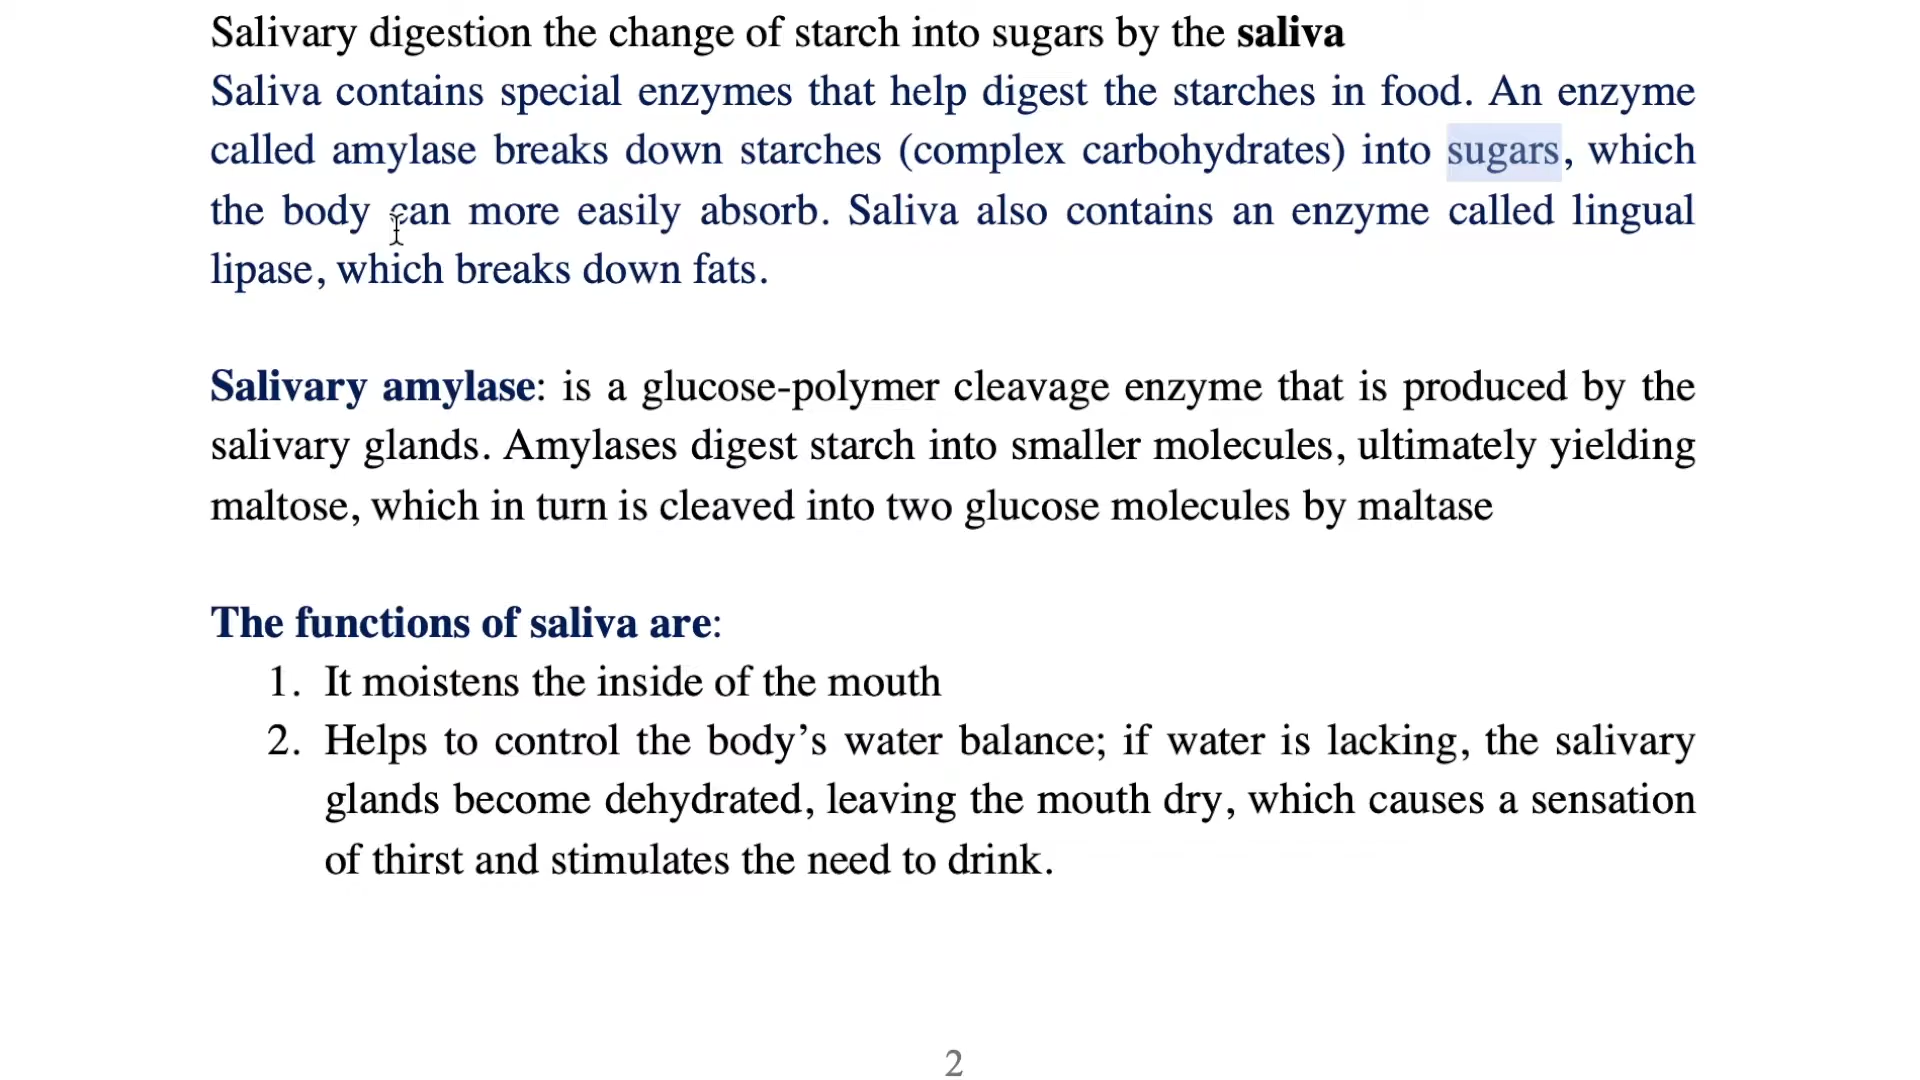 Salivary digestion the change of starch into sugars by the saliva
Saliva contains special enzymes that help digest the starches in food. An enzyme
called amylase breaks down starches (complex carbohydrates) into sugars, which
the body can more easily absorb. Saliva also contains an enzyme called lingual
lipase, which breaks down fats.
Salivary amylase: is a glucose-polymer cleavage enzyme that is produced by the
salivary glands. Amylases digest starch into smaller molecules, ultimately yielding
maltose, which in turn is cleaved into two glucose molecules by maltase
The functions of saliva are:
1. It moistens the inside of the mouth
2. Helps to control the body’s water balance; if water is lacking, the salivary
glands become dehydrated, leaving the mouth dry, which causes a sensation
of thirst and stimulates the need to drink.
2